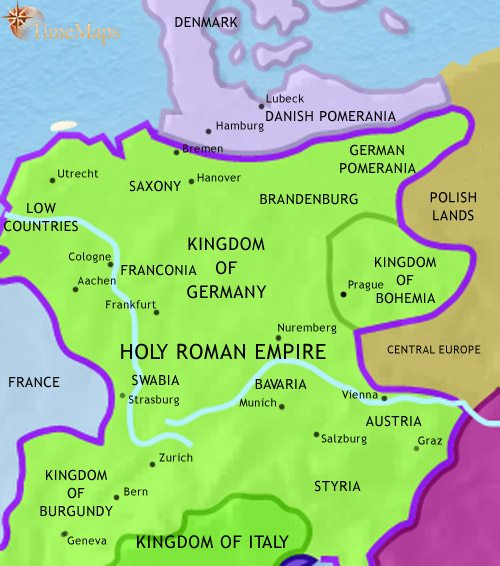 TimeMaps
DENMARK
Lubeck
DANISH POMERANIA
Hamburg
Bremen
GERMAN
POMERANIA
Utrecht
SAXONY
Hanover
BRANDENBURG
POLISH
LANDS
LOW
COUNTRIES
KINGDOM
OF
GERMANY
Cologne
FRANCONIA
Aachen
Frankfurt
KINGDOM
OF
BOHEMIA
Prague
Nuremberg
HOLY ROMAN EMPIRE
CENTRAL EUROPE
FRANCE
SWABIA
Strasburg
BAVARIA
Munich
Vienna
AUSTRIA
Salzburg
Graz
Zurich
KINGDOM
OF
BURGUNDY
Bern
STYRIA
Geneva
KINGDOM OF ITALY